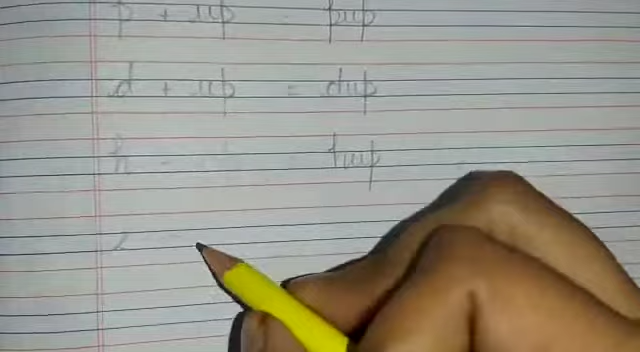 p + up = pup
d + up = dup
h - hup